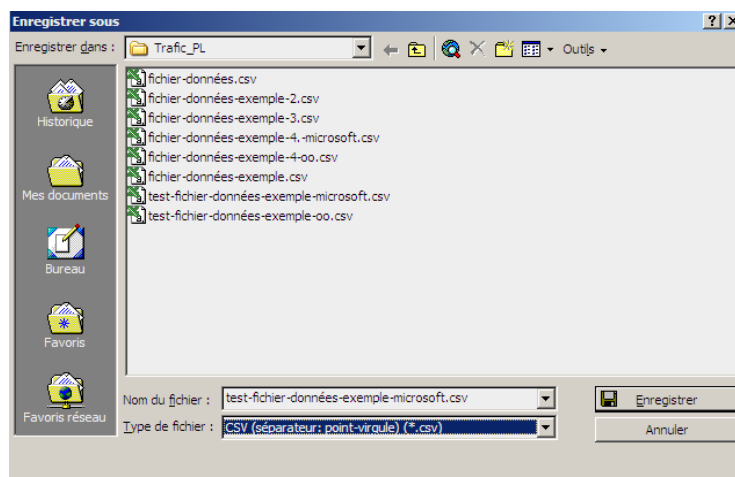 Enregistrer sous
Enregistrer dans :
Trafic_PL
Outils
Historique
Mes documents
Bureau
Favoris
Favoris réseau
fichier-données.csv
fichier-données-exemple-2.csv
fichier-données-exemple-3.csv
fichier-données-exemple-4.-microsoft.csv
fichier-données-exemple-4-oo.csv
fichier-données-exemple.csv
test-fichier-données-exemple-microsoft.csv
test-fichier-données-exemple-oo.csv
Nom du fichier :
test-fichier-données-exemple-microsoft.csv
Enregistrer
Type de fichier :
CSV (séparateur: point-virgule) (*.csv)
Annuler